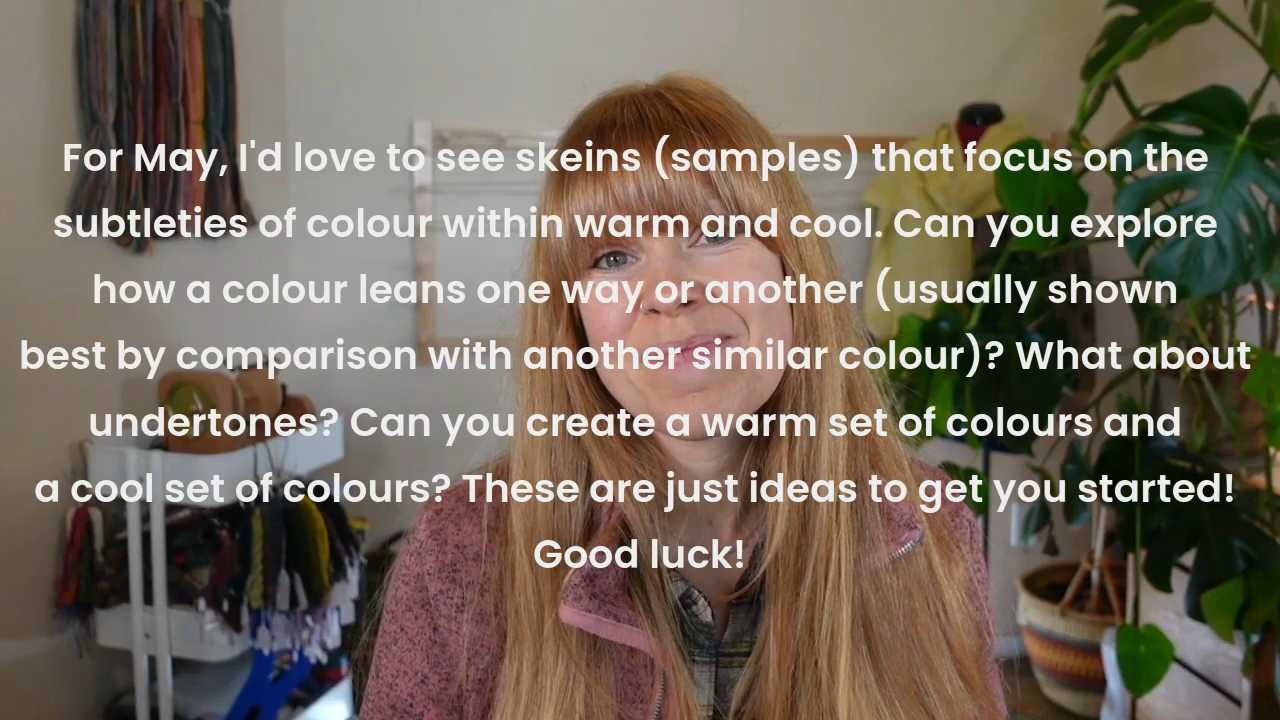 For May, I'd love to see skeins (samples) that focus on the
subtleties of colour within warm and cool. Can you explore
how a colour leans one way or another (usually shown
best by comparison with another similar colour)? What about
undertones? Can you create a warm set of colours and
a cool set of colours? These are just ideas to get you started!
Good luck!